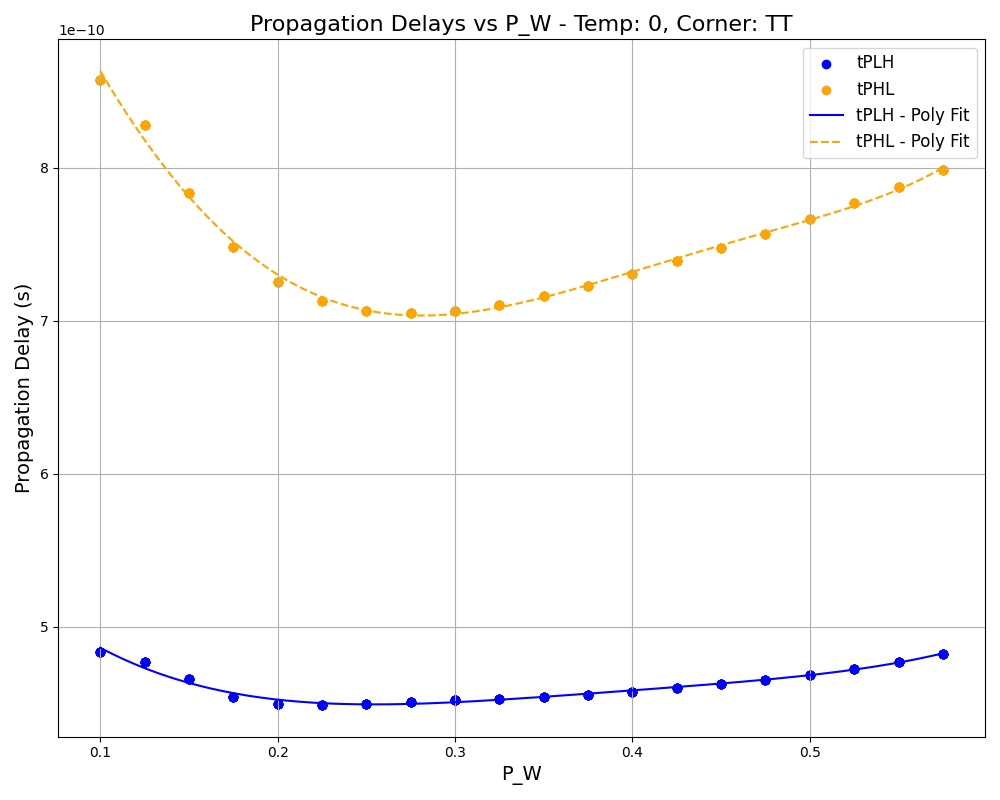 Propagation Delays vs P_W - Temp: 0, Corner: TT
1e−10
tPLH
tPHL
tPLH - Poly Fit
tPHL - Poly Fit
8
7
6
5
Propagation Delay (s)
0.1 0.2 0.3 0.4 0.5
P_W